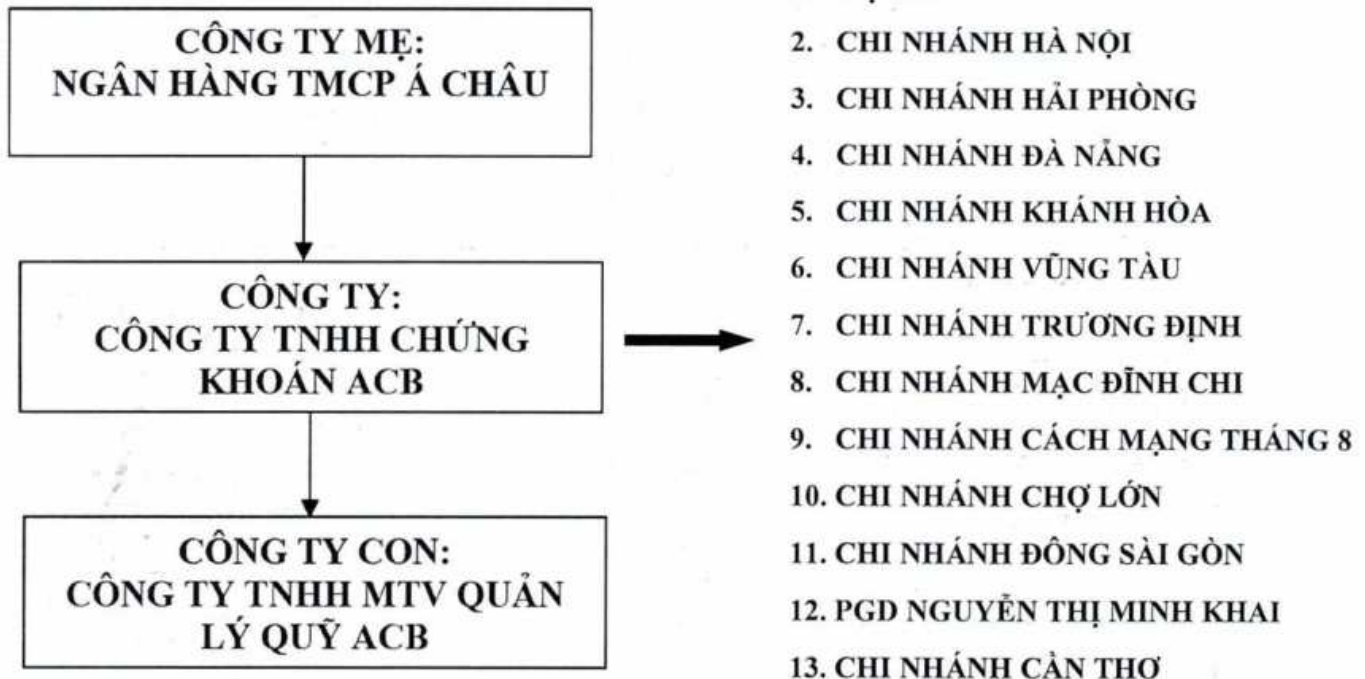 CÔNG TY MẸ:
NGÂN HÀNG TMCP Á CHÂU
CÔNG TY:
CÔNG TY TNHH CHỨNG
KHOÁN ACB
CÔNG TY CON:
CÔNG TY TNHH MTV QUẢN
LÝ QUỸ ACB
2. CHI NHÁNH HÀ NỘI
3. CHI NHÁNH HẢI PHÒNG
4. CHI NHÁNH ĐÀ NẴNG
5. CHI NHÁNH KHÁNH HÒA
6. CHI NHÁNH VŨNG TÀU
7. CHI NHÁNH TRƯƠNG ĐỊNH
8. CHI NHÁNH MẠC ĐĨNH CHI
9. CHI NHÁNH CÁCH MẠNG THÁNG 8
10. CHI NHÁNH CHỢ LỚN
11. CHI NHÁNH ĐÔNG SÀI GÒN
12. PGD NGUYỄN THỊ MINH KHAI
13. CHI NHÁNH CẦN THƠ